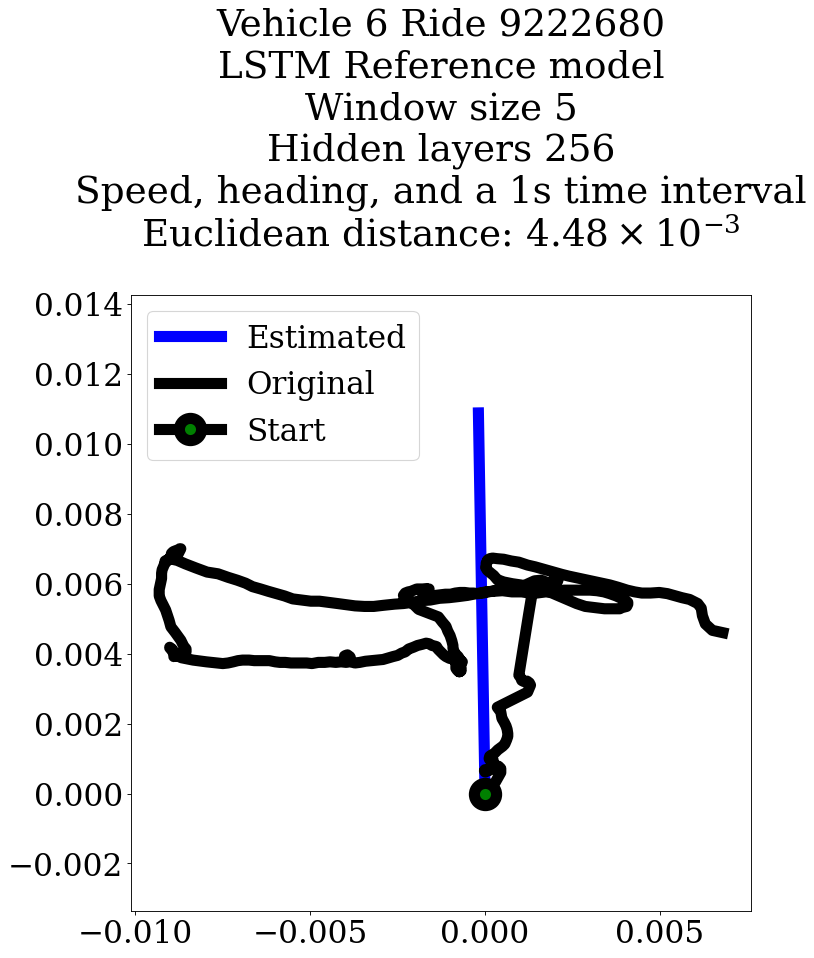 Vehicle 6 Ride 9222680
LSTM Reference model
Window size 5
Hidden layers 256
Speed, heading, and a 1s time interval
Euclidean distance: 4.48 × 10⁻³
0.014
Estimated
0.012
Original
Start
0.010
0.008
0.006
0.004
0.002
0.000
−0.002
−0.010 −0.005 0.000 0.005